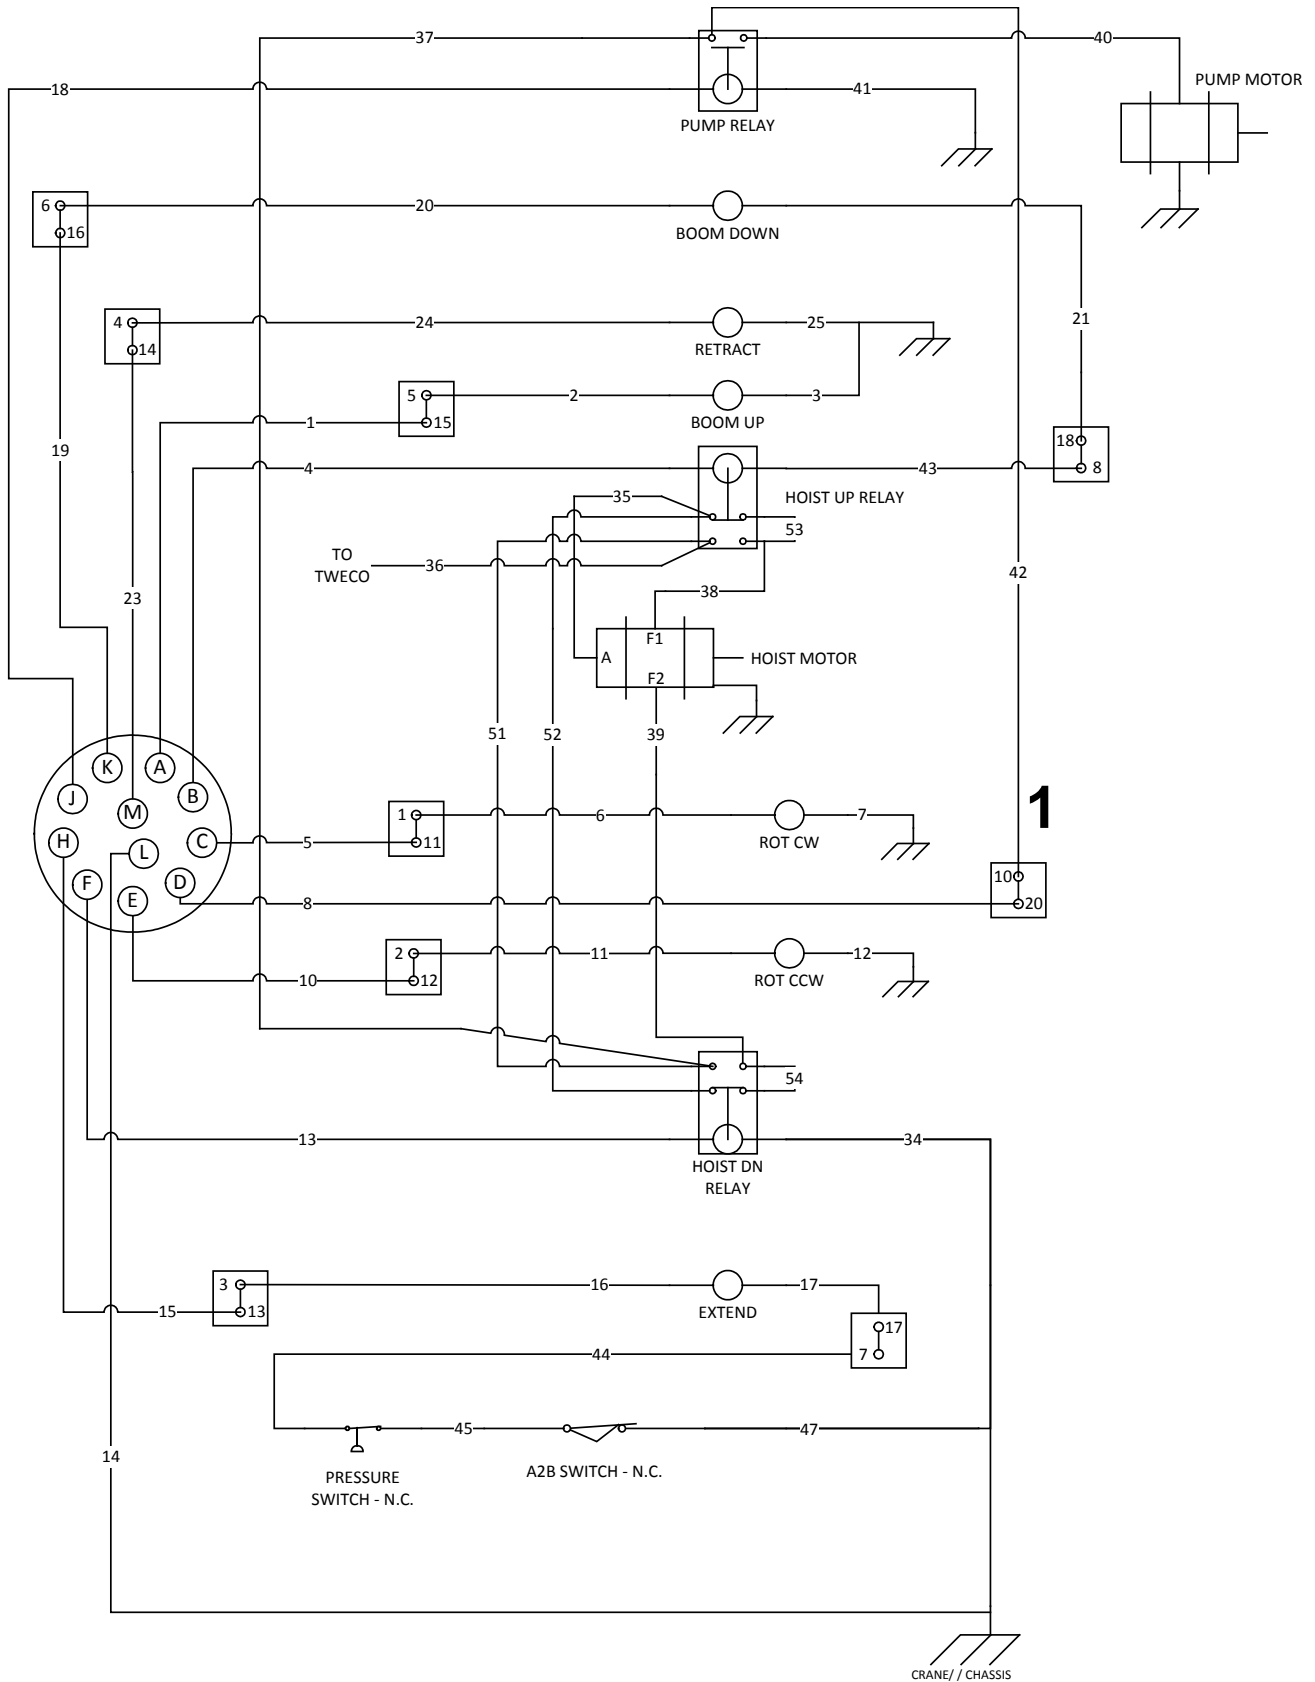 37
40
PUMP MOTOR
18
41
PUMP RELAY
6
20
16
BOOM DOWN
4
24
25
21
14
RETRACT
5
2
3
1
15
BOOM UP
18
19
4
43
8
35
HOIST UP RELAY
53
TO
TWECO
36
42
23
38
F1
A
HOIST MOTOR
F2
51
52
39
K
A
J
B
M
1
6
7
1
H
C
5
11
ROT CW
L
F
D
10
E
8
20
2
11
12
10
12
ROT CCW
54
13
34
HOIST DN
RELAY
3
16
17
15
13
EXTEND
17
44
7
45
47
14
PRESSURE
SWITCH - N.C.
A2B SWITCH - N.C.
CRANE/ / CHASSIS